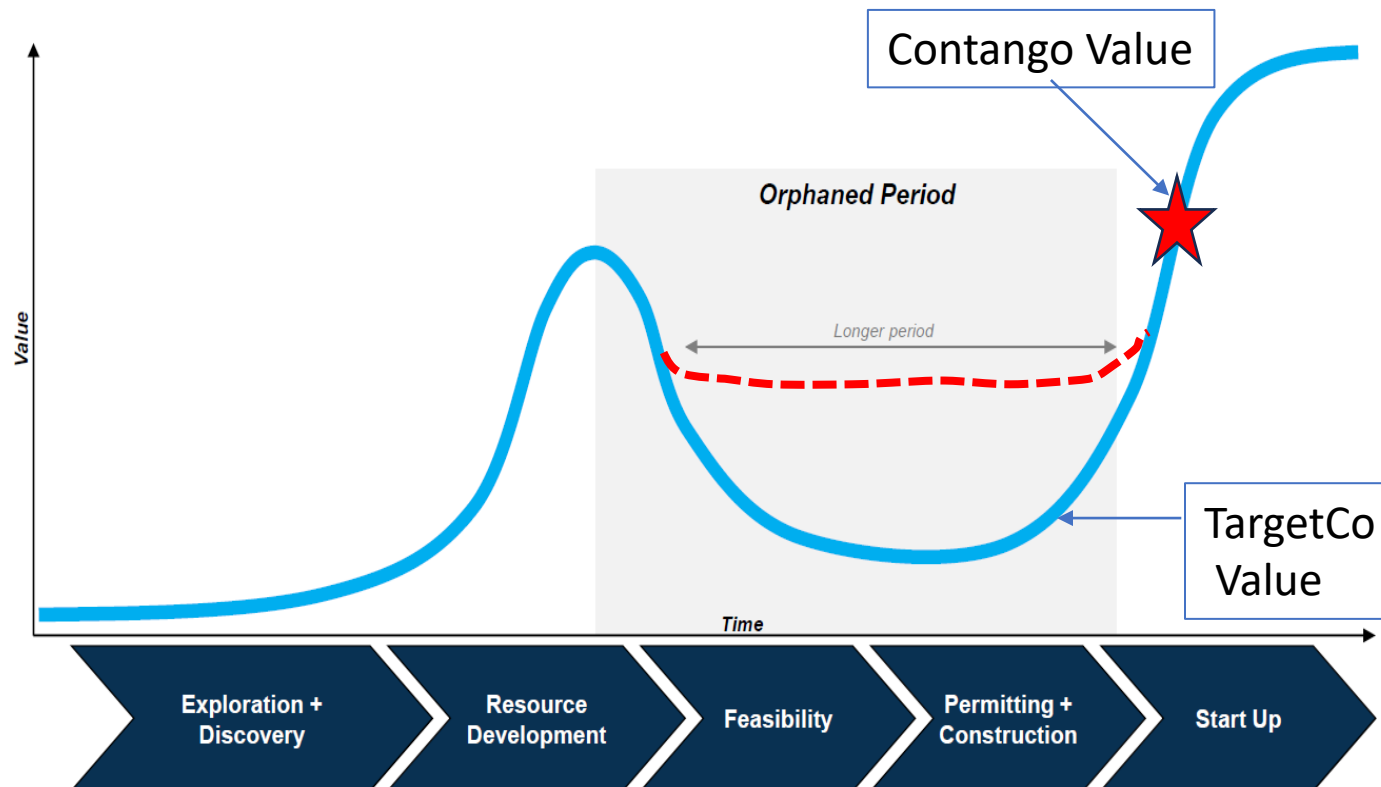 Contango Value
Orphaned Period
Longer period
Value
TargetCo
Value
Time
Exploration +
Discovery
Resource
Development
Feasibility
Permitting +
Construction
Start Up